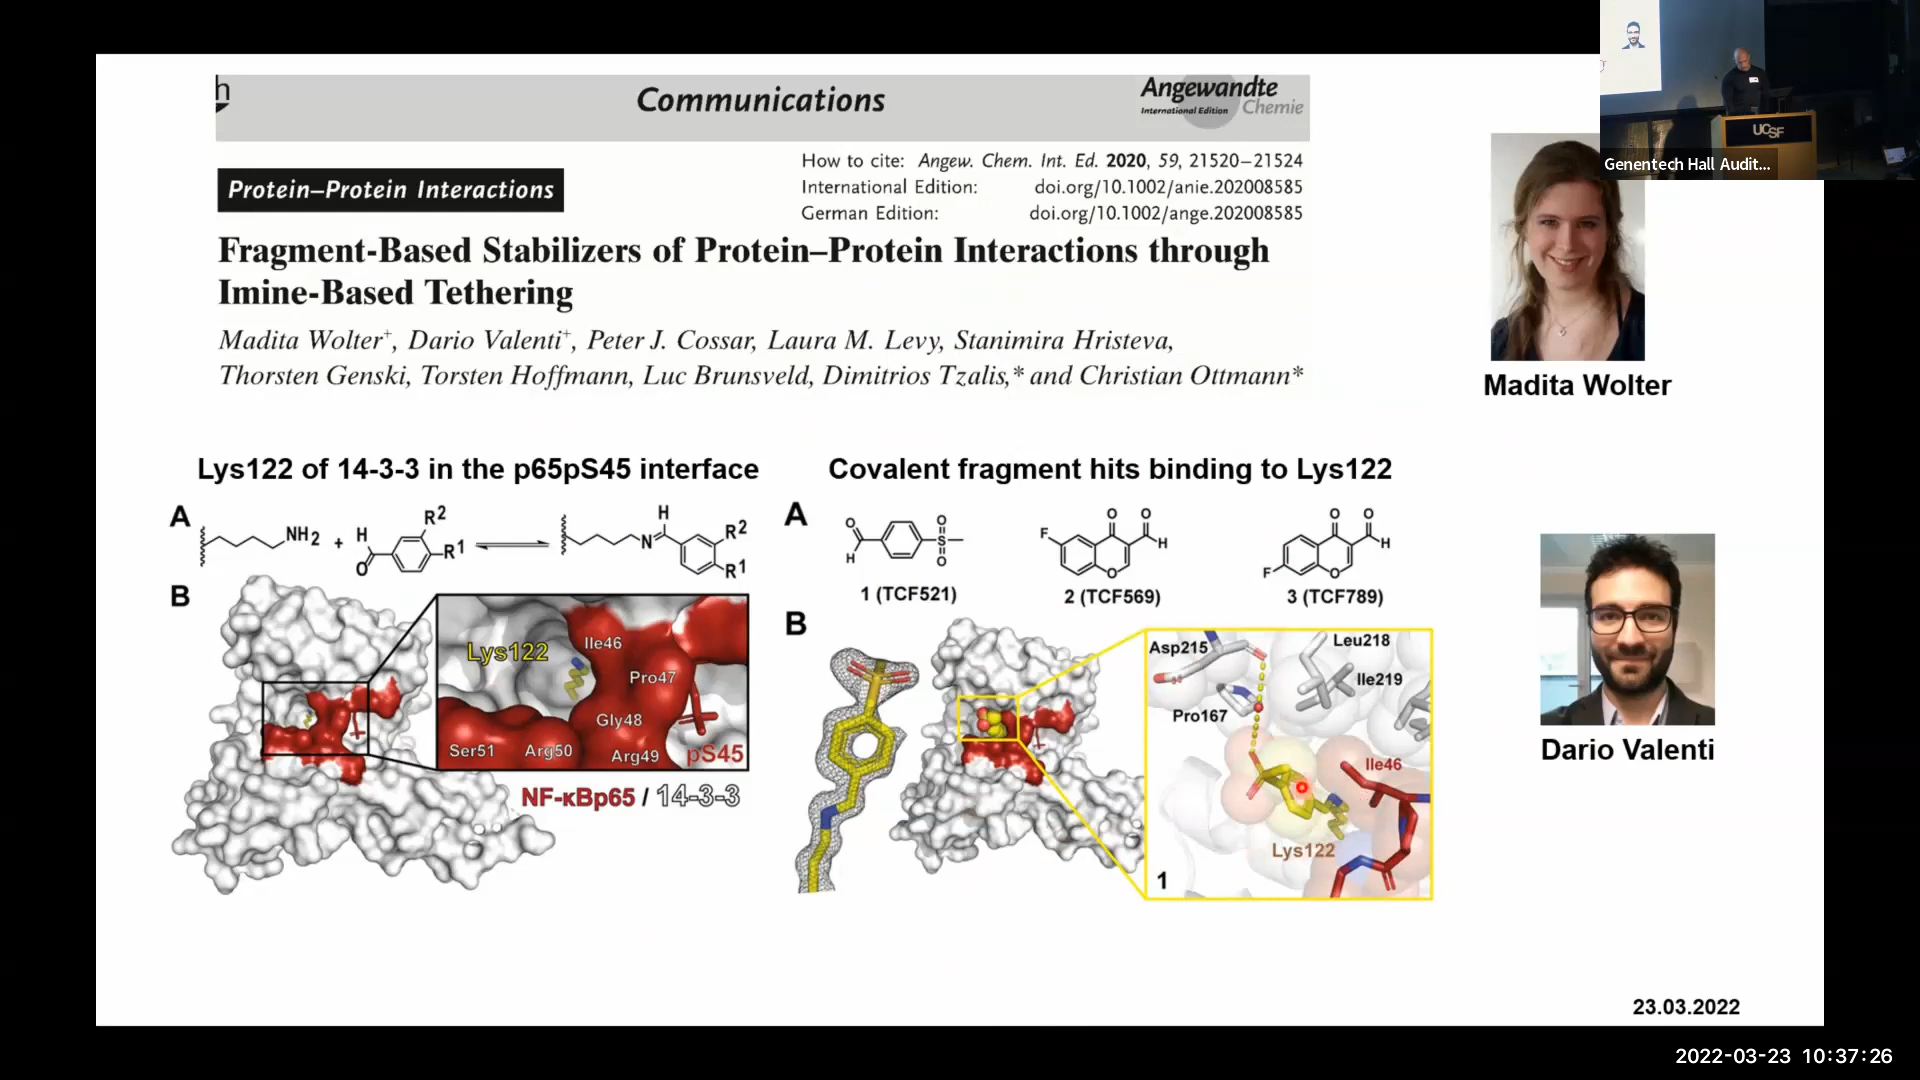 h
Communications
Angewandte
International Edition Chemie
Protein–Protein Interactions
How to cite: Angew. Chem. Int. Ed. 2020, 59, 21520–21524
International Edition: doi.org/10.1002/anie.202008585
German Edition: doi.org/10.1002/ange.202008585
Fragment-Based Stabilizers of Protein–Protein Interactions through
Imine-Based Tethering
Madita Wolter+, Dario Valenti+, Peter J. Cossar, Laura M. Levy, Stanimira Hristeva,
Thorsten Genski, Torsten Hoffmann, Luc Brunsveld, Dimitrios Tzalis,* and Christian Ottmann*
UCSF
Genentech Hall Audit...
Madita Wolter
Dario Valenti
Lys122 of 14-3-3 in the p65pS45 interface
A
NH2 + H O R2 R1
N H R2 R1
B
Lys122
Ile46
Pro47
Gly48
Ser51
Arg50
Arg49
pS45
NF-κBp65 / 14-3-3
Covalent fragment hits binding to Lys122
A
O H S O O
F O O H O
F O O H O
1 (TCF521)
2 (TCF569)
3 (TCF789)
B
Asp215
Leu218
Ile219
Pro167
Ile46
Lys122
1
23.03.2022
2022-03-23 10:37:26